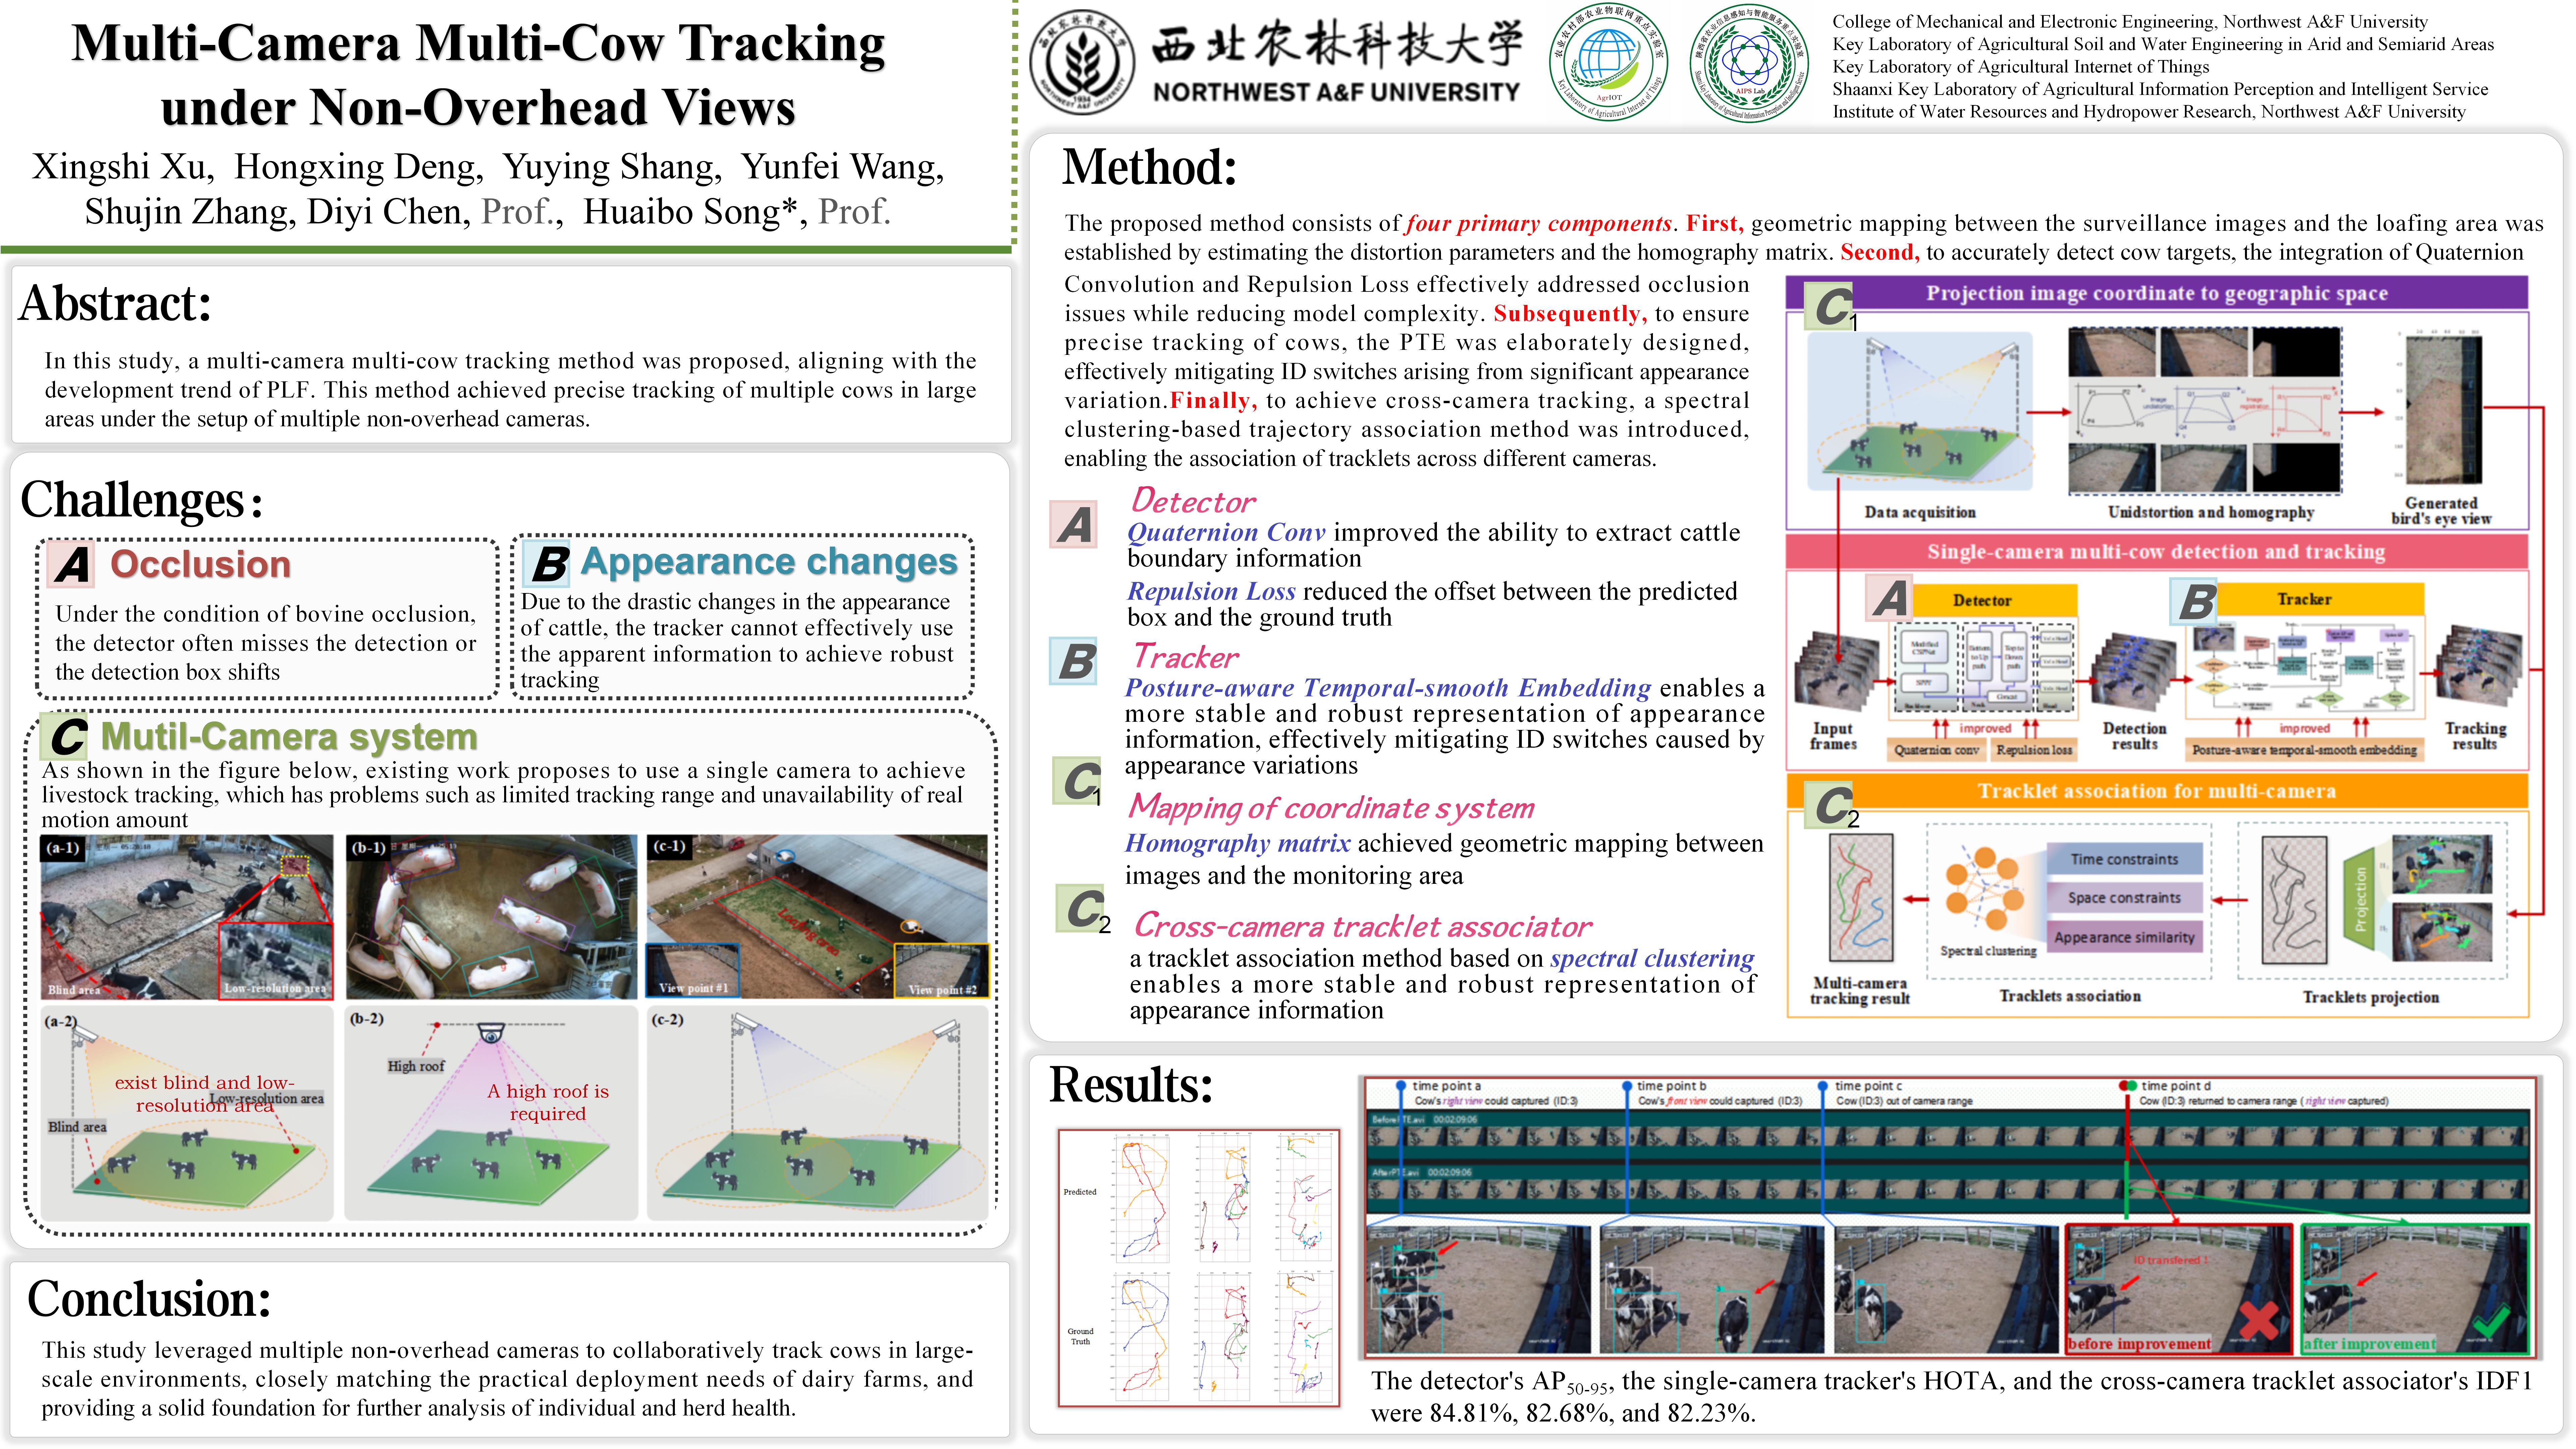 Multi-Camera Multi-Cow Tracking
under Non-Overhead Views
Xingshi Xu, Hongxing Deng, Yuying Shang, Yunfei Wang,
Shujin Zhang, Diyi Chen, Prof., Huaibo Song*, Prof.
西北农林科技大学
NORTHWEST A&F UNIVERSITY
1934
AgrIOT
Key Laboratory of Agricultural Internet of Things
AIPS Lab
College of Mechanical and Electronic Engineering, Northwest A&F University
Key Laboratory of Agricultural Soil and Water Engineering in Arid and Semiarid Areas
Key Laboratory of Agricultural Internet of Things
Shaanxi Key Laboratory of Agricultural Information Perception and Intelligent Service
Institute of Water Resources and Hydropower Research, Northwest A&F University
Abstract:
In this study, a multi-camera multi-cow tracking method was proposed, aligning with the
development trend of PLF. This method achieved precise tracking of multiple cows in large
areas under the setup of multiple non-overhead cameras.
Challenges:
A Occlusion
Under the condition of bovine occlusion,
the detector often misses the detection or
the detection box shifts
B Appearance changes
Due to the drastic changes in the appearance
of cattle, the tracker cannot effectively use
the apparent information to achieve robust
tracking
C Mutil-Camera system
As shown in the figure below, existing work proposes to use a single camera to achieve
livestock tracking, which has problems such as limited tracking range and unavailability of real
motion amount
(a-1)
Blind area
Low-resolution area
(b-1)
(c-1)
Loafing area
View point #1
View point #2
(a-2)
exist blind and low-
resolution area
Low-resolution area
Blind area
(b-2)
High roof
A high roof is
required
(c-2)
Conclusion:
This study leveraged multiple non-overhead cameras to collaboratively track cows in large-
scale environments, closely matching the practical deployment needs of dairy farms, and
providing a solid foundation for further analysis of individual and herd health.
Method:
The proposed method consists of four primary components. First, geometric mapping between the surveillance images and the loafing area was
established by estimating the distortion parameters and the homography matrix. Second, to accurately detect cow targets, the integration of Quaternion
Convolution and Repulsion Loss effectively addressed occlusion
issues while reducing model complexity. Subsequently, to ensure
precise tracking of cows, the PTE was elaborately designed,
effectively mitigating ID switches arising from significant appearance
variation.Finally, to achieve cross-camera tracking, a spectral
clustering-based trajectory association method was introduced,
enabling the association of tracklets across different cameras.
A
Detector
Quaternion Conv improved the ability to extract cattle
boundary information
Repulsion Loss reduced the offset between the predicted
box and the ground truth
B
Tracker
Posture-aware Temporal-smooth Embedding enables a
more stable and robust representation of appearance
information, effectively mitigating ID switches caused by
appearance variations
C1
Mapping of coordinate system
Homography matrix achieved geometric mapping between
images and the monitoring area
C2
Cross-camera tracklet associator
a tracklet association method based on spectral clustering
enables a more stable and robust representation of
appearance information
C1
Projection image coordinate to geographic space
Data acquisition
Unidstortion and homography
Generated
bird's eye view
Single-camera multi-cow detection and tracking
A
Detector
B
Tracker
Input
frames
improved
Quaternion conv
Repulsion loss
Detection
results
improved
Posture-aware temporal-smooth embedding
Tracking
results
C2
Tracklet association for multi-camera
Time constraints
Space constraints
Appearance similarity
Spectral clustering
Projection
Multi-camera
tracking result
Tracklets association
Tracklets projection
Results:
Predicted
Ground
Truth
time point a
Cow's right view could captured (ID:3)
time point b
Cow's front view could captured (ID:3)
time point c
Cow (ID:3) out of camera range
time point d
Cow (ID:3) returned to camera range ( right view captured)
00:02:09:06
00:02:09:06
ID transfered !
before improvement
after improvement
The detector's AP50-95, the single-camera tracker's HOTA, and the cross-camera tracklet associator's IDF1
were 84.81%, 82.68%, and 82.23%.